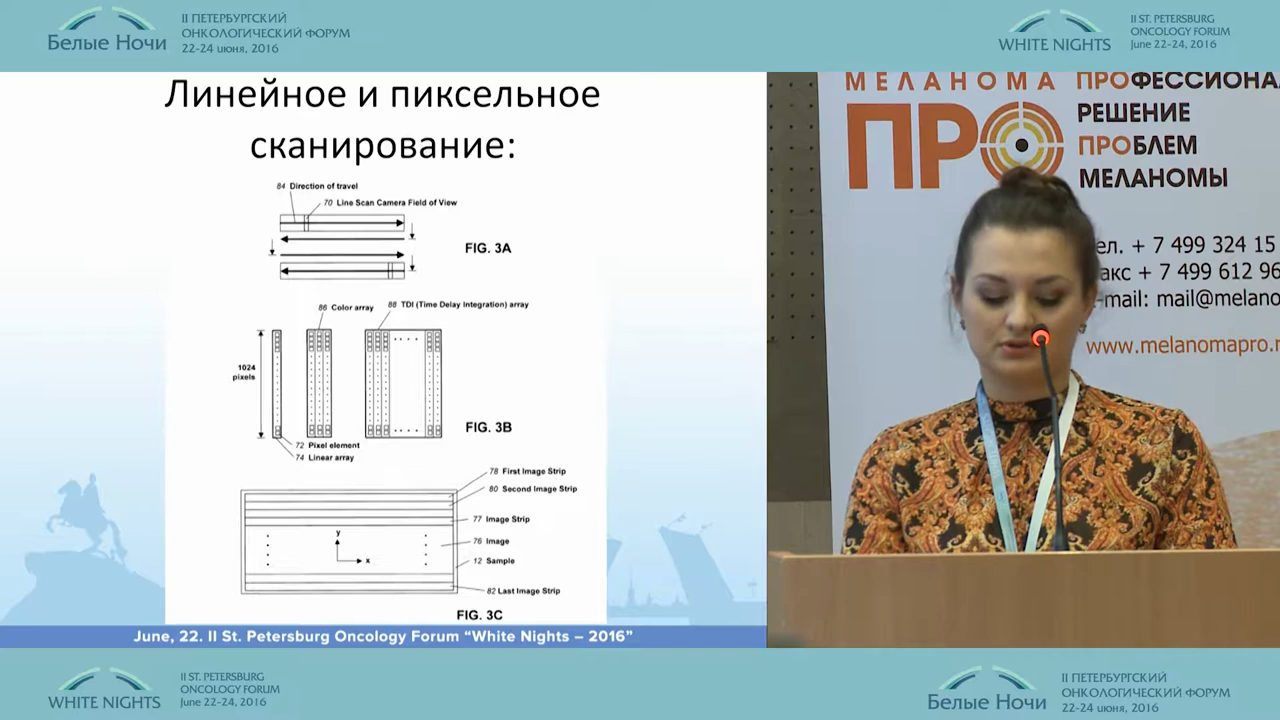 Белые Ночи
II ПЕТЕРБУРГСКИЙ
ОНКОЛОГИЧЕСКИЙ ФОРУМ
22-24 июня, 2016
WHITE NIGHTS
II ST. PETERSBURG
ONCOLOGY FORUM
June 22-24, 2016
Линейное и пиксельное
сканирование:
84 Direction of travel
70 Line Scan Camera Field of View
FIG. 3A
86 Color array
88 TDI (Time Delay Integration) array
1024
pixels
FIG. 3B
72 Pixel element
74 Linear array
78 First Image Strip
80 Second Image Strip
77 Image Strip
y
76 Image
x
12 Sample
82 Last Image Strip
FIG. 3C
June, 22. II St. Petersburg Oncology Forum “White Nights – 2016”
МЕЛАНОМА
ПРО
ПРОФЕССИОНА
РЕШЕНИЕ
ПРОБЛЕМ
МЕЛАНОМЫ
ел. + 7 499 324 15
акс + 7 499 612 96
-mail: mail@melano
www.melanomapro.r
WHITE NIGHTS
II ST. PETERSBURG
ONCOLOGY FORUM
June 22-24, 2016
Белые Ночи
II ПЕТЕРБУРГСКИЙ
ОНКОЛОГИЧЕСКИЙ ФОРУМ
22-24 июня, 2016